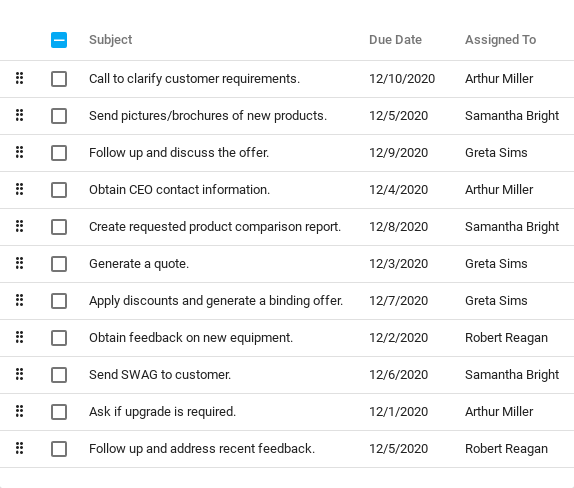 Subject Due Date Assigned To
Call to clarify customer requirements. 12/10/2020 Arthur Miller
Send pictures/brochures of new products. 12/5/2020 Samantha Bright
Follow up and discuss the offer. 12/9/2020 Greta Sims
Obtain CEO contact information. 12/4/2020 Arthur Miller
Create requested product comparison report. 12/8/2020 Samantha Bright
Generate a quote. 12/3/2020 Greta Sims
Apply discounts and generate a binding offer. 12/7/2020 Greta Sims
Obtain feedback on new equipment. 12/2/2020 Robert Reagan
Send SWAG to customer. 12/6/2020 Samantha Bright
Ask if upgrade is required. 12/1/2020 Arthur Miller
Follow up and address recent feedback. 12/5/2020 Robert Reagan